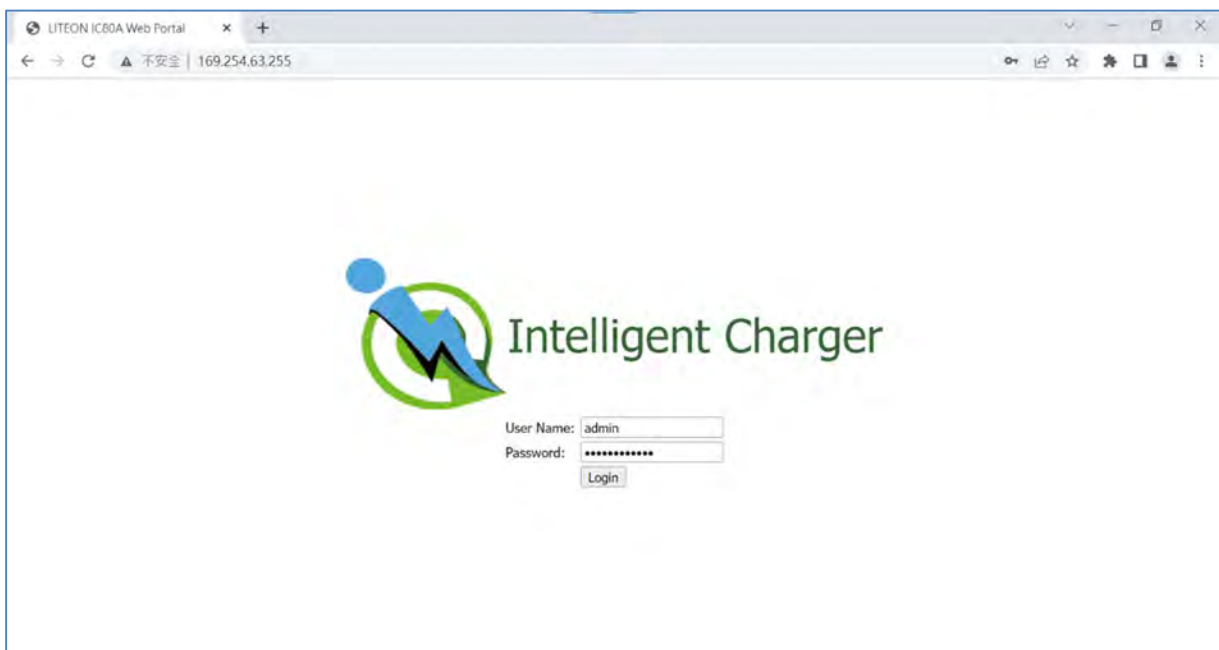 LITEON IC80A Web Portal
不安全 | 169.254.63.255
Intelligent Charger
User Name: admin
Password: ••••••••••••
Login